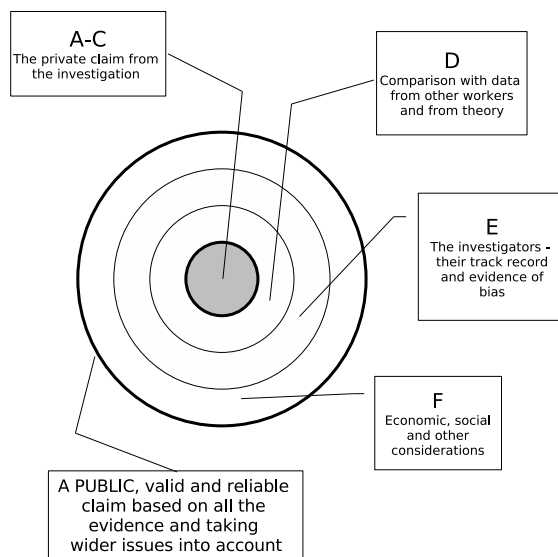 A-C
The private claim from
the investigation
D
Comparison with data
from other workers
and from theory
E
The investigators -
their track record
and evidence of
bias
F
Economic, social
and other
considerations
A PUBLIC, valid and reliable
claim based on all the
evidence and taking
wider issues into account